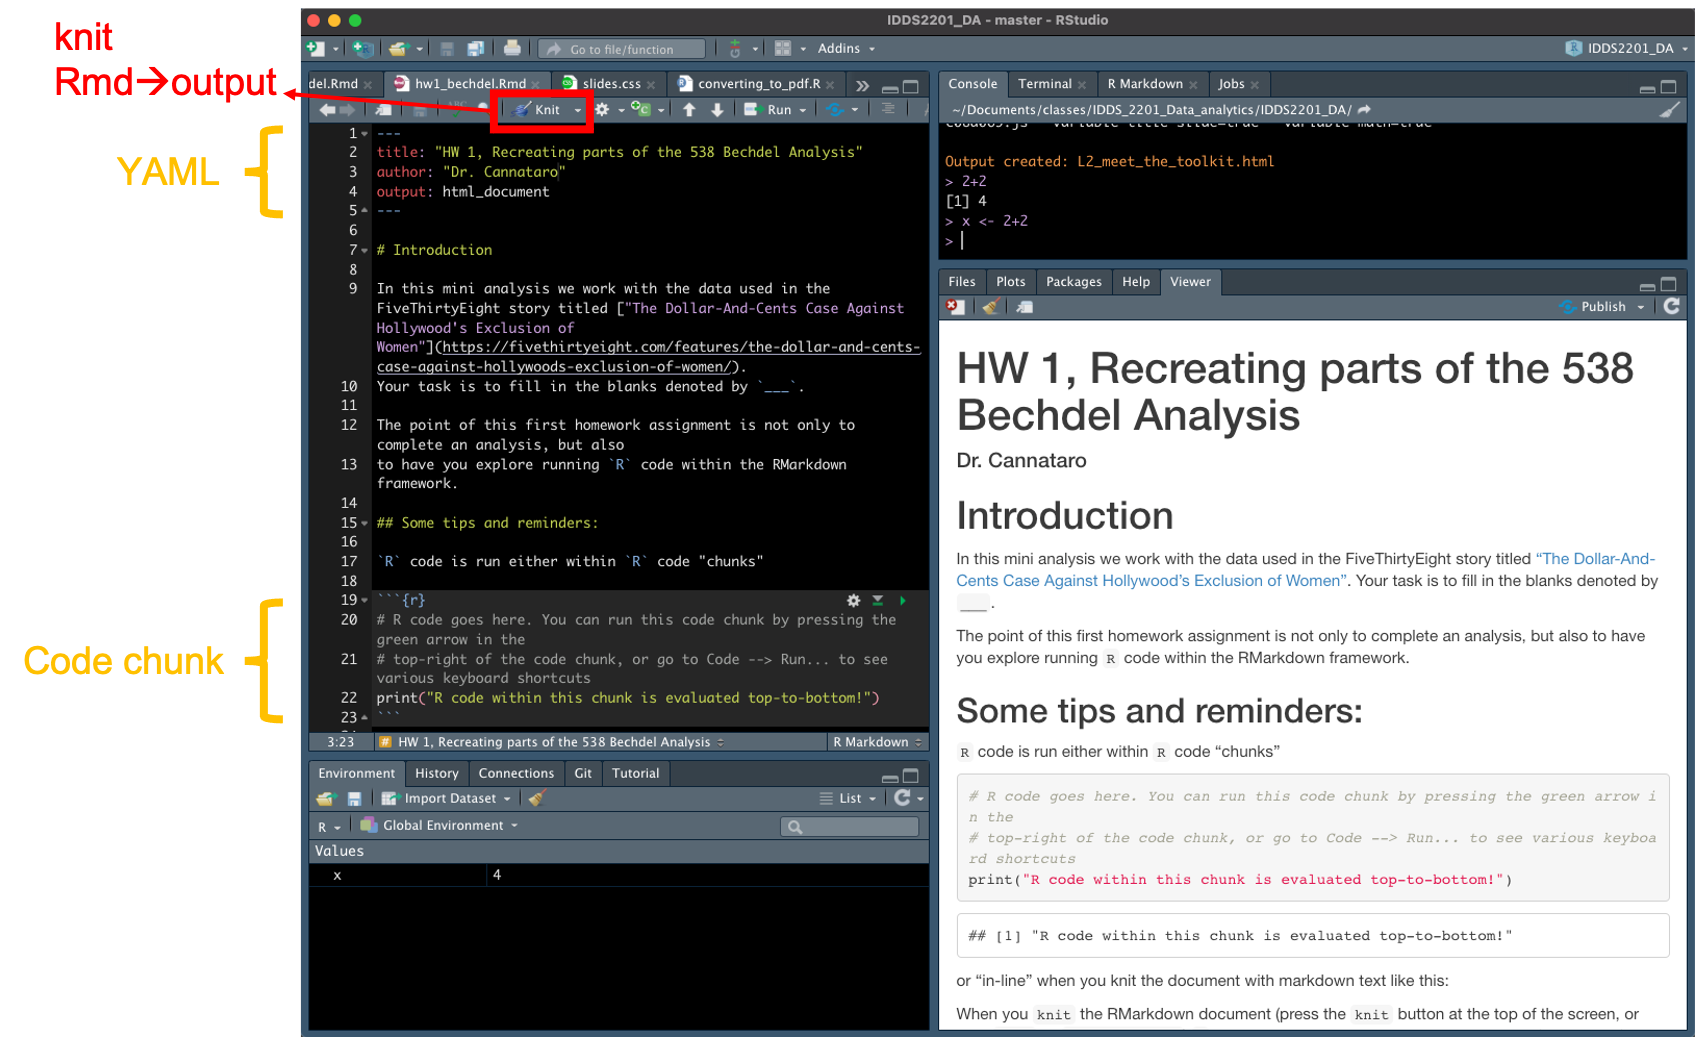 knit
Rmd→output
YAML
Code chunk
IDDS2201_DA - master - RStudio
Go to file/function
Addins
IDDS2201_DA
del.Rmd
hw1_bechdel.Rmd
slides.css
converting_to_pdf.R
Knit
Run
1 ---
2 title: "HW 1, Recreating parts of the 538 Bechdel Analysis"
3 author: "Dr. Cannataro"
4 output: html_document
5 ---
6
7 # Introduction
8
9 In this mini analysis we work with the data used in the
FiveThirtyEight story titled ["The Dollar-And-Cents Case Against
Hollywood's Exclusion of
Women"](https://fivethirtyeight.com/features/the-dollar-and-cents-
case-against-hollywoods-exclusion-of-women/).
10 Your task is to fill in the blanks denoted by `___`.
11
12 The point of this first homework assignment is not only to
complete an analysis, but also
13 to have you explore running `R` code within the RMarkdown
framework.
14
15 ## Some tips and reminders:
16
17 `R` code is run either within `R` code "chunks"
18
19 ```{r}
20 # R code goes here. You can run this code chunk by pressing the
green arrow in the
21 # top-right of the code chunk, or go to Code --> Run... to see
various keyboard shortcuts
22 print("R code within this chunk is evaluated top-to-bottom!")
23 ```
3:23
# HW 1, Recreating parts of the 538 Bechdel Analysis
R Markdown
Environment History Connections Git Tutorial
Import Dataset
List
R
Global Environment
Values
x 4
Console Terminal R Markdown Jobs
~/Documents/classes/IDDS_2201_Data_analytics/IDDS2201_DA/
Output created: L2_meet_the_toolkit.html
> 2+2
[1] 4
> x <- 2+2
>
Files Plots Packages Help Viewer
Publish
HW 1, Recreating parts of the 538
Bechdel Analysis
Dr. Cannataro
Introduction
In this mini analysis we work with the data used in the FiveThirtyEight story titled “The Dollar-And-
Cents Case Against Hollywood’s Exclusion of Women”. Your task is to fill in the blanks denoted by
___ .
The point of this first homework assignment is not only to complete an analysis, but also to have
you explore running R code within the RMarkdown framework.
Some tips and reminders:
R code is run either within R code “chunks”
# R code goes here. You can run this code chunk by pressing the green arrow i
n the
# top-right of the code chunk, or go to Code --> Run... to see various keyboa
rd shortcuts
print("R code within this chunk is evaluated top-to-bottom!")
## [1] "R code within this chunk is evaluated top-to-bottom!"
or “in-line” when you knit the document with markdown text like this:
When you knit the RMarkdown document (press the knit button at the top of the screen, or